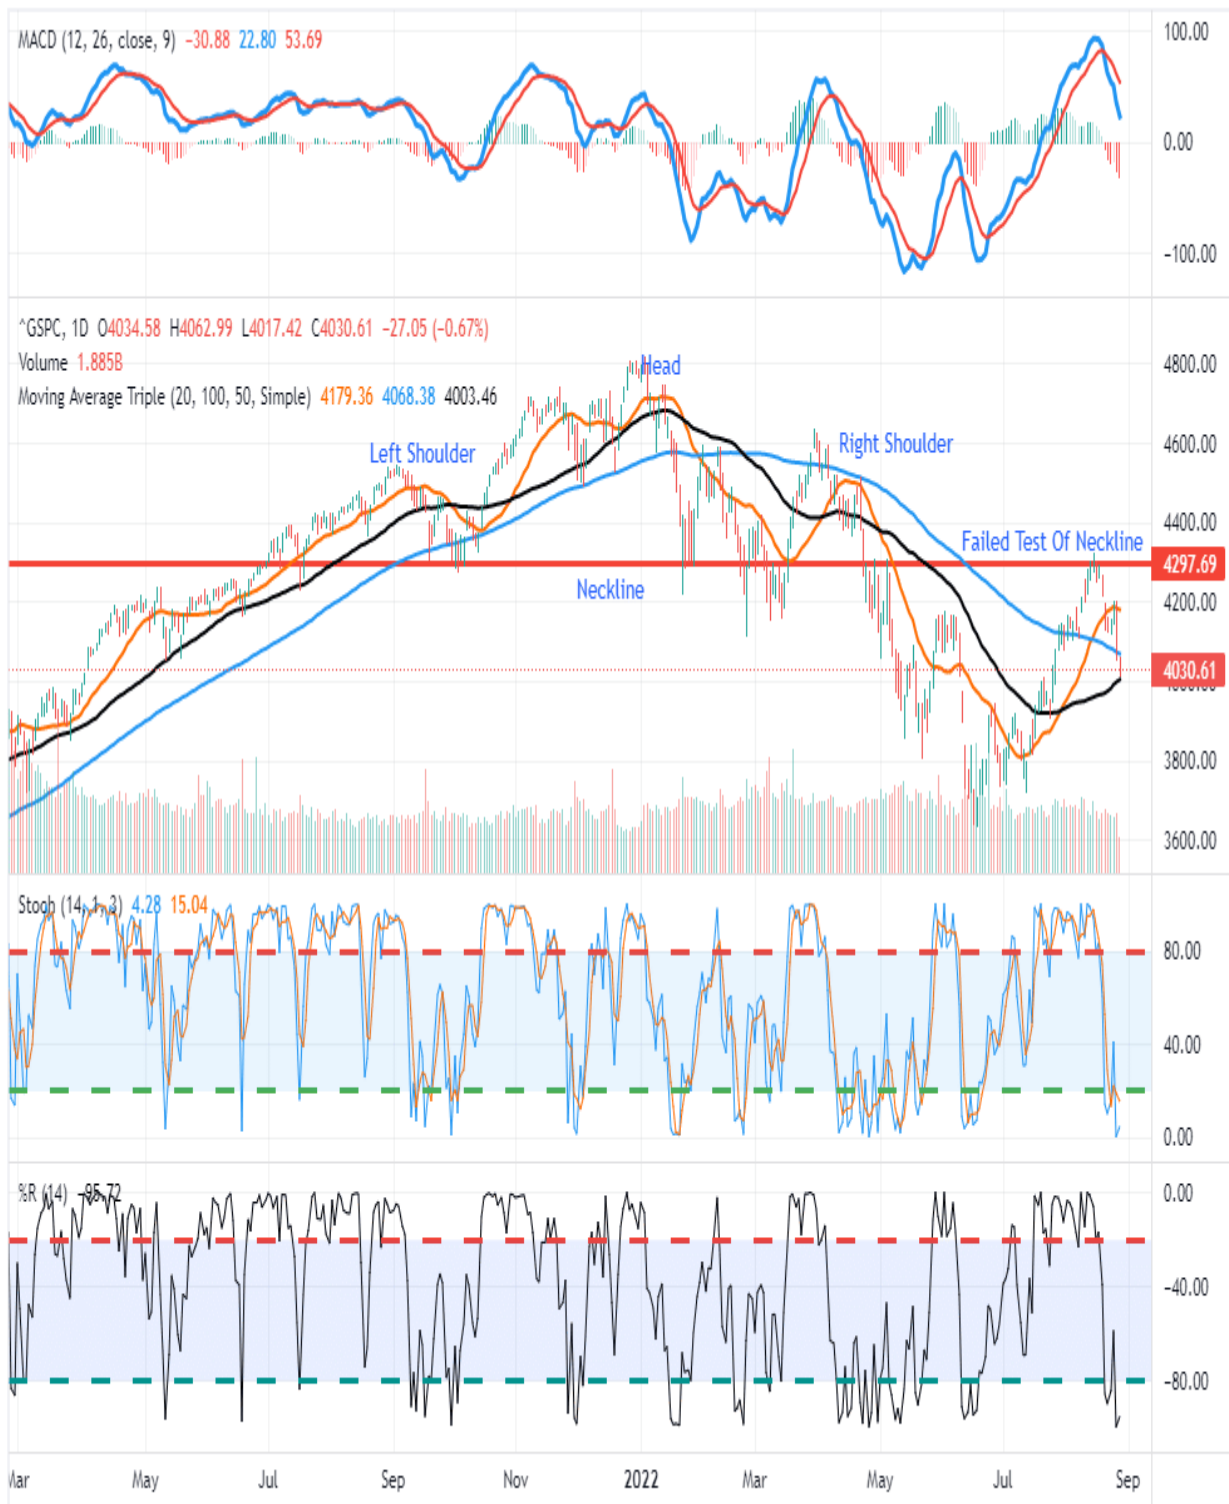 MACD (12, 26, close, 9) −30.88 22.80 53.69
100.00
0.00
−100.00
^GSPC, 1D O4034.58 H4062.99 L4017.42 C4030.61 −27.05 (−0.67%)
Volume 1.885B
Moving Average Triple (20, 100, 50, Simple) 4179.36 4068.38 4003.46
4800.00
Head
4600.00
Left Shoulder
Right Shoulder
4400.00
Failed Test Of Neckline
4297.69
Neckline
4200.00
4030.61
4000.00
3800.00
3600.00
Stoch (14, 1, 3) 4.28 15.04
80.00
40.00
0.00
%R (14) −95.72
0.00
−40.00
−80.00
Mar May Jul Sep Nov 2022 Mar May Jul Sep